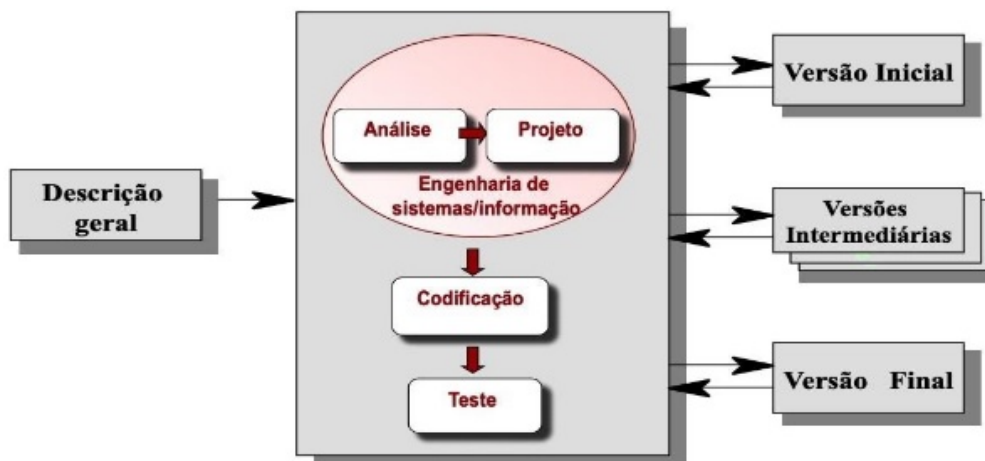 Descrição
geral
Análise
Projeto
Engenharia de
sistemas/informação
Codificação
Teste
Versão Inicial
Versões
Intermediárias
Versão Final